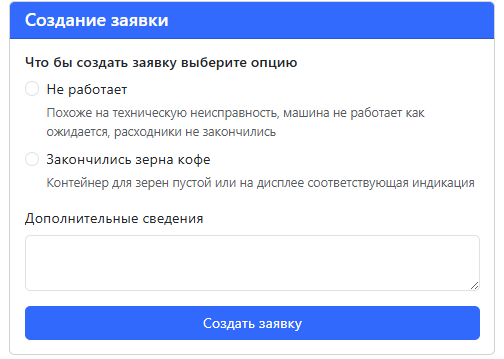 Создание заявки
Что бы создать заявку выберите опцию
Не работает
Похоже на техническую неисправность, машина не работает как
ожидается, расходники не закончились
Закончились зерна кофе
Контейнер для зерен пустой или на дисплее соответствующая индикация
Дополнительные сведения
Создать заявку